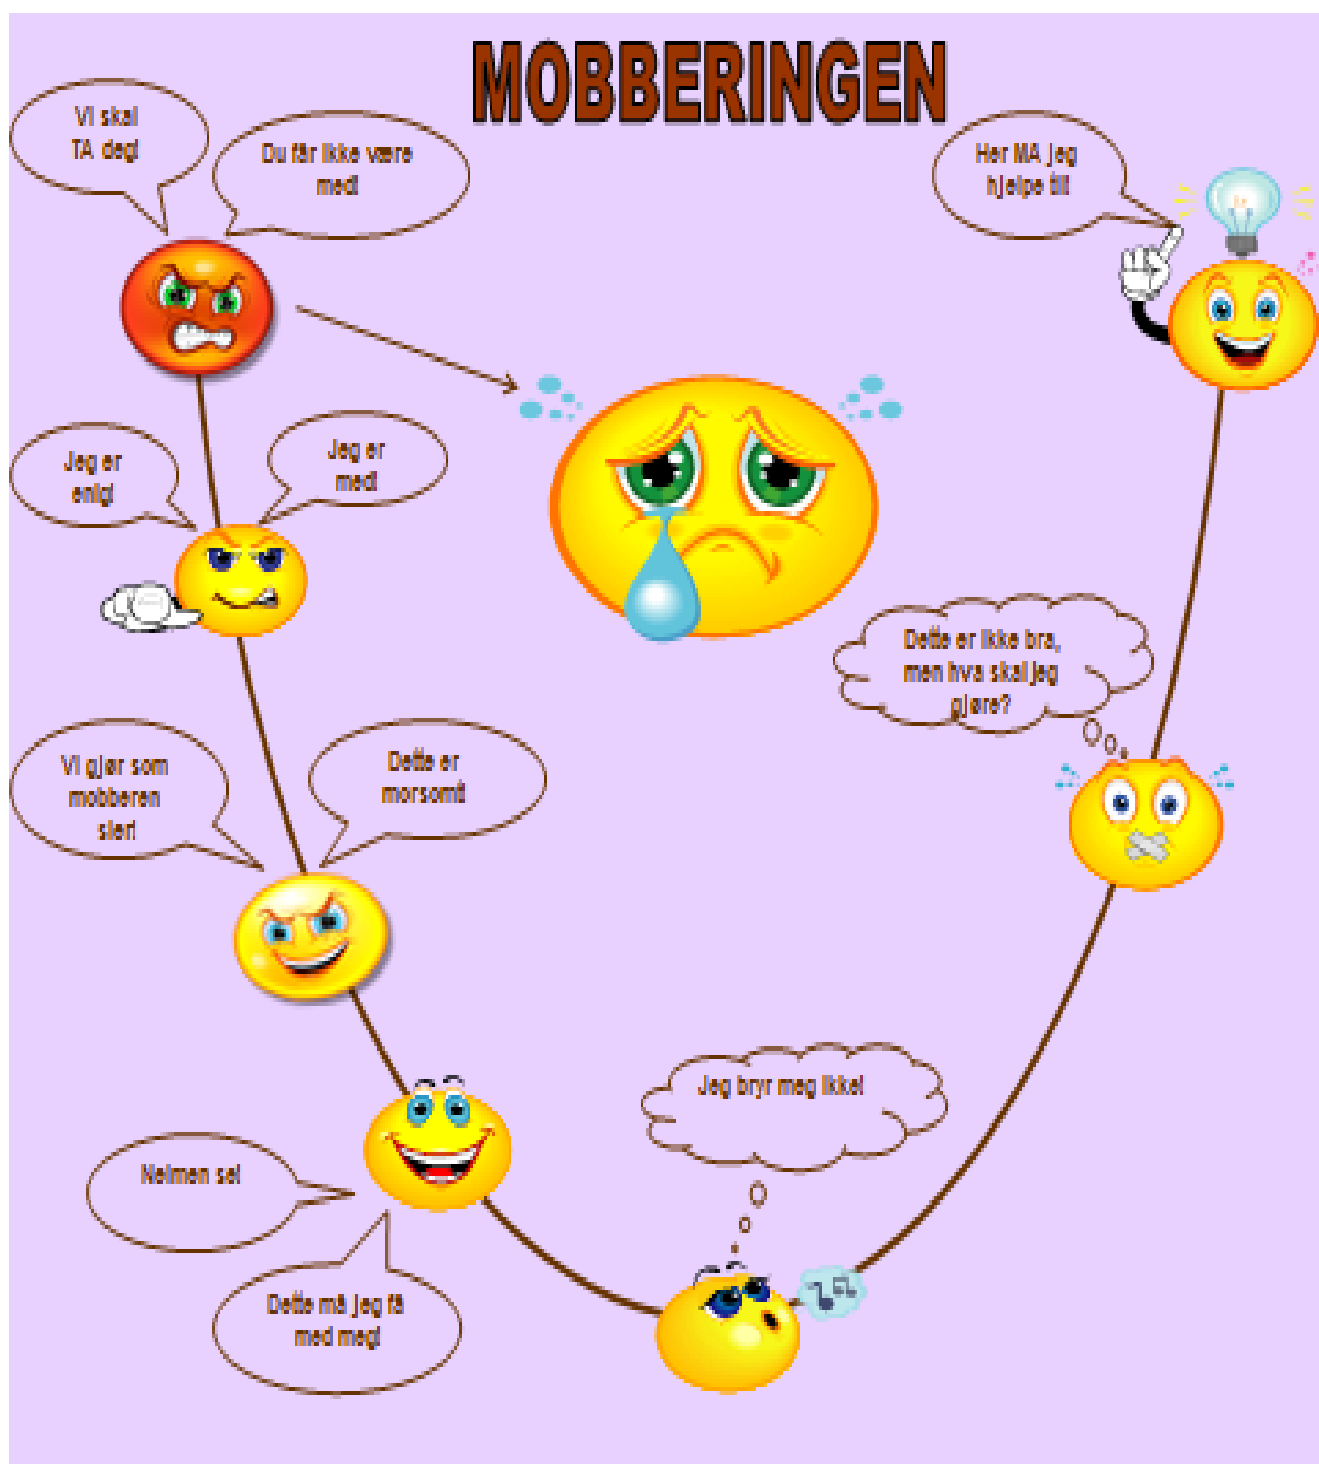 MOBBERINGEN
Vi skal
TA deg!
Du får ikke være
med!
Her MÅ jeg
hjelpe til!
Jeg er
enig!
Jeg er
med!
Dette er ikke bra,
men hva skal jeg
gjøre?
Vi gjør som
mobberen
sier!
Dette er
morsomt!
Jeg bryr meg ikke!
Neimen se!
Dette må jeg få
med meg!